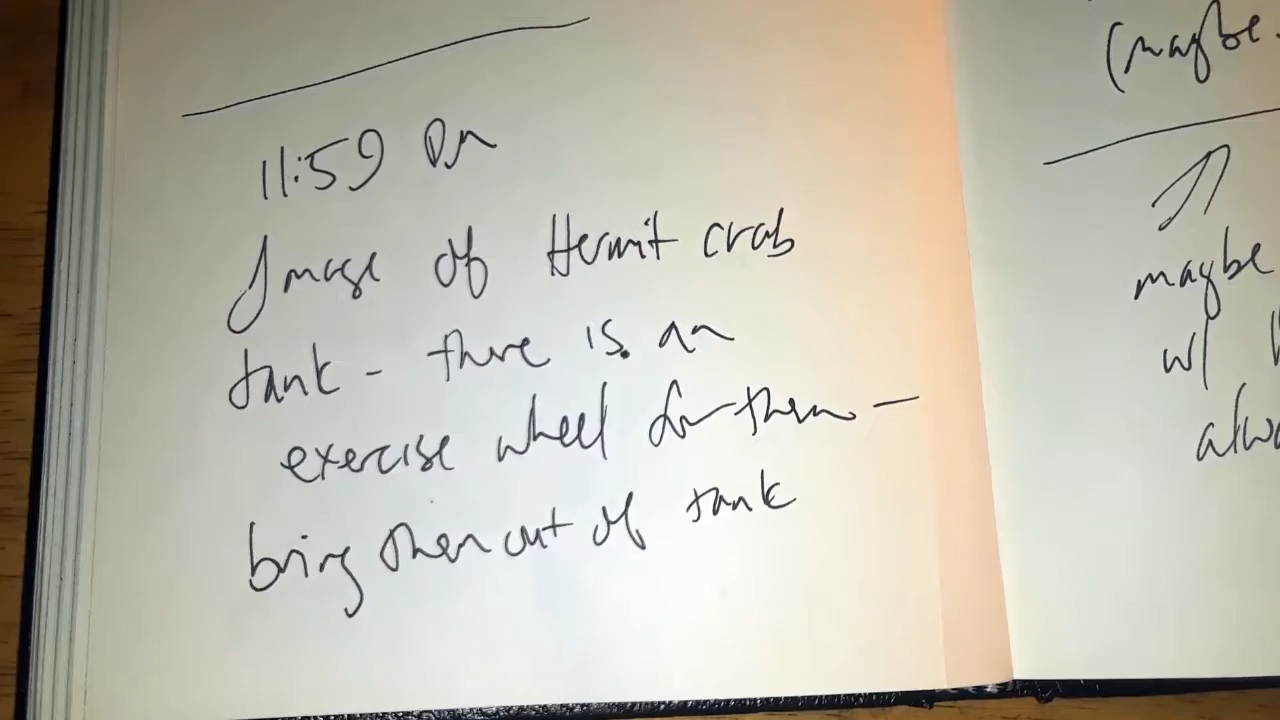 11:59 Pm
Image of Hermit crab
tank - there is an
exercise wheel for them -
bring them out of tank
(maybe
maybe
w/